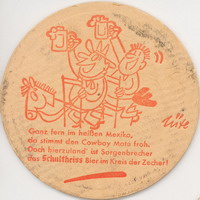 Ganz fern im heißen Mexiko,
da stimmt den Cowboy Mats froh.
Doch hierzuland' ist Sorgenbrecher
das Schultheiss Bier im Kreis der Zecher!